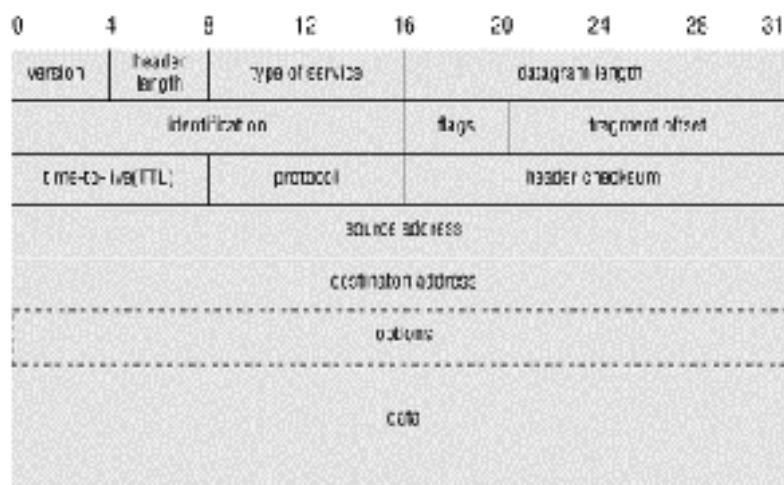 0 4 8 12 16 20 24 28 31
version header length type of service datagram length
identification flags fragment offset
time-to-live(TTL) protocol header checksum
source address
destination address
options
data